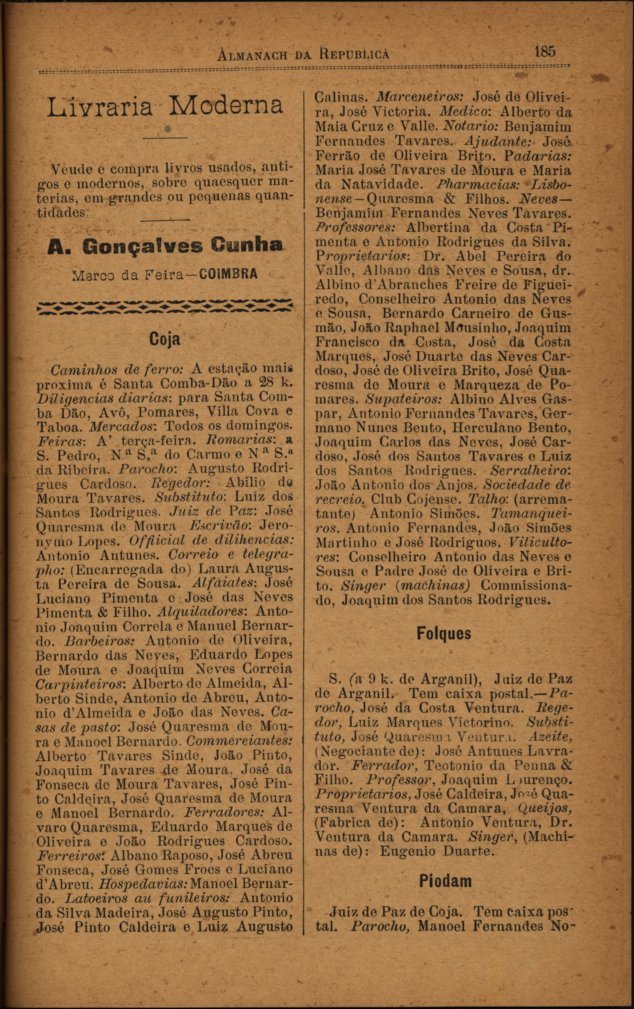 ALMANACH DA REPUBLICA
185
Livraria Moderna
Vende e compra livros usados, anti-
gos e modernos, sobre quaesquer ma-
terias, em grandes ou pequenas quan-
tidades
A. Gonçalves Cunha
Marco da Feira—COIMBRA
Coja
Caminhos de ferro: A estação mais
proxima é Santa Comba-Dão a 28 k.
Diligencias diarias: para Santa Com-
ba Dão, Avô, Pomares, Villa Cova e
Taboa. Mercados: Todos os domingos.
Feiras: A' terça-feira. Romarias: a
S. Pedro, N.ª S.ª do Carmo e N ª S.ª
da Ribeira. Parocho: Augusto Rodri-
gues Cardoso. Regedor: Abilio de
Moura Tavares. Substituto: Luiz dos
Santos Rodrigues. Juiz de Paz: José
Quaresma de Moura Escrivão: Jero-
nymo Lopes. Official de dilihencias:
Antonio Antunes. Correio e telegra-
pho: (Encarregada do) Laura Augus-
ta Pereira de Sousa. Alfaiates: José
Luciano Pimenta e José das Neves
Pimenta & Filho. Alquiladores: Anto-
nio Joaquim Correla e Manuel Bernar-
do. Barbeiros: Antonio de Oliveira,
Bernardo das Neves, Eduardo Lopes
de Moura e Joaquim Neves Correia
Carpinteiros: Alberto de Almeida, Al-
berto Sinde, Antonio de Abreu, Anto-
nio d'Almeida e João das Neves. Ca-
sas de pasto: José Quaresma de Mou-
ra e Manoel Bernardo. Commereiantes:
Alberto Tavares Sinde, João Pinto,
Joaquim Tavares de Moura, José da
Fonseca de Moura Tavares, José Pin-
to Caldeira, José Quaresma de Moura
e Manoel Bernardo. Ferradores: Al-
varo Quaresma, Eduardo Marques de
Oliveira e João Rodrigues Cardoso.
Ferreiros: Albano Raposo, José Abreu
Fonseca, José Gomes Froes e Luciano
d'Abreu. Hospedavias: Manoel Bernar-
do. Latoeiros au funileiros: Antonio
da Silva Madeira, José Augusto Pinto,
José Pinto Caldeira e Luiz Augusto
Calinas. Marceneiros: José de Olivei-
ra, José Victoria. Medico: Alberto da
Maia Cruz e Valle. Notario: Benjamim
Fernandes Tavares. Ajudante: José
Ferrão de Oliveira Brito. Padarias:
Maria José Tavares de Moura e Maria
da Natavidade. Pharmacias: Lisbo-
nense—Quaresma & Filhos. Neves—
Benjamim Fernandes Neves Tavares.
Professores: Albertina da Costa Pi-
menta e Antonio Rodrigues da Silva.
Proprietarios: Dr. Abel Pereira do
Valle, Albano das Neves e Sousa, dr.
Albino d'Abranches Freire de Figuei-
redo, Conselheiro Antonio das Neves
e Sousa, Bernardo Carneiro de Gus-
mão, João Raphael Mousinho, Joaquim
Francisco da Costa, José da Costa
Marques, José Duarte das Neves Car-
doso, José de Oliveira Brito, José Qua-
resma de Moura e Marqueza de Po-
mares. Supateiros: Albino Alves Gas-
par, Antonio Fernandes Tavares, Ger-
mano Nunes Bento, Herculano Bento,
Joaquim Carlos das Neves, José Car-
doso, José dos Santos Tavares e Luiz
dos Santos Rodrigues. Serralheiro:
João Antonio dos Anjos. Sociedade de
recreio, Club Cojense. Talho: (arrema-
tante) Antonio Simões. Tamanquei-
ros. Antonio Fernandes, João Simões
Martinho e José Rodriguos. Viticulto-
res: Conselheiro Antonio das Neves e
Sousa e Padre José de Oliveira e Bri-
to. Singer (machinas) Commissiona-
do, Joaquim dos Santos Rodrigues.
Folques
S. (a 9 k. de Arganil), Juiz de Paz
de Arganil. Tem caixa postal.—Pa-
rocho, José da Costa Ventura. Rege-
dor, Luiz Marques Victorino. Substi-
tuto, José Quaresma Ventura. Azeite,
(Negociante de): José Antunes Lavra-
dor. Ferrador, Teotonio da Penna &
Filho. Professor, Joaquim Lourenço.
Proprietarios, José Caldeira, José Qua-
resma Ventura da Camara, Queijos,
(Fabrica de): Antonio Ventura, Dr.
Ventura da Camara. Singer, (Machi-
nas de): Eugenio Duarte.
Piodam
Juiz de Paz de Coja. Tem caixa pos-
tal. Parocho, Manoel Fernandes No-